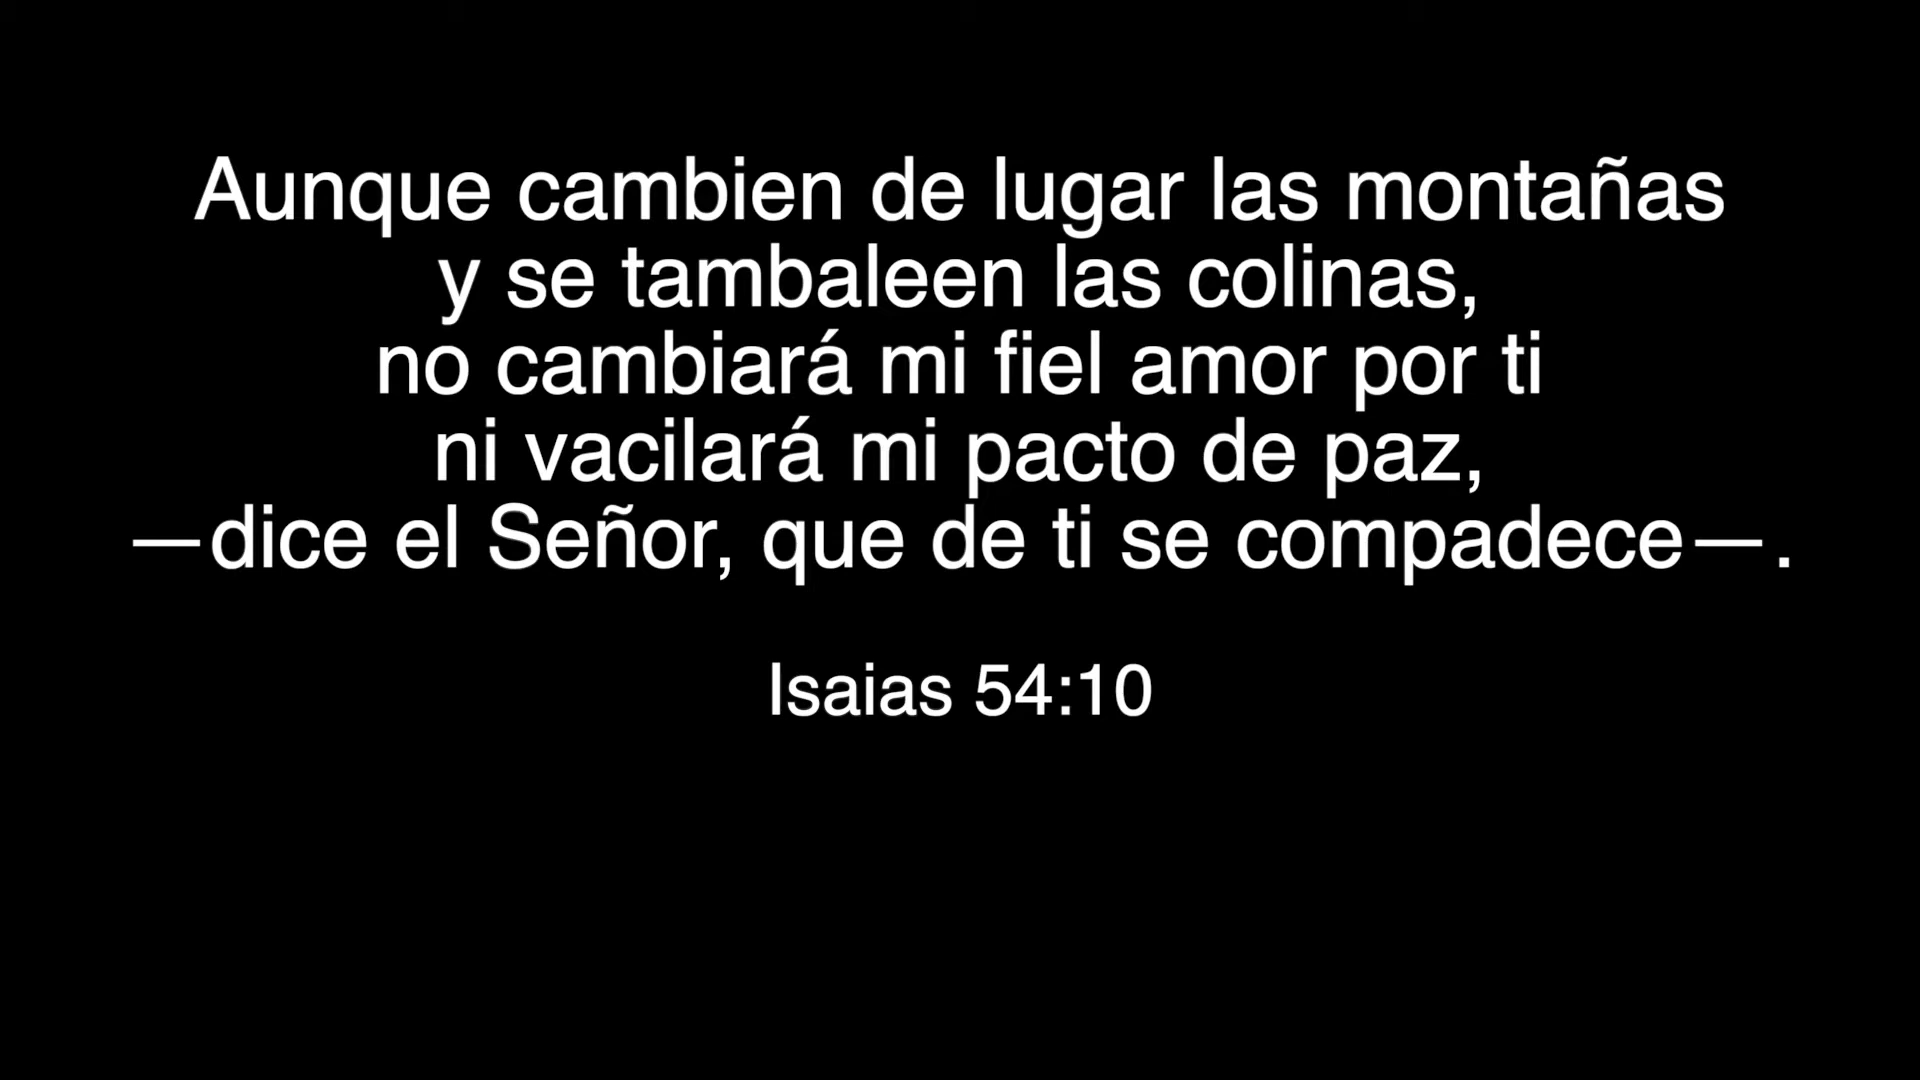 Aunque cambien de lugar las montañas
y se tambaleen las colinas,
no cambiará mi fiel amor por ti
ni vacilará mi pacto de paz,
—dice el Señor, que de ti se compadece—.
Isaias 54:10